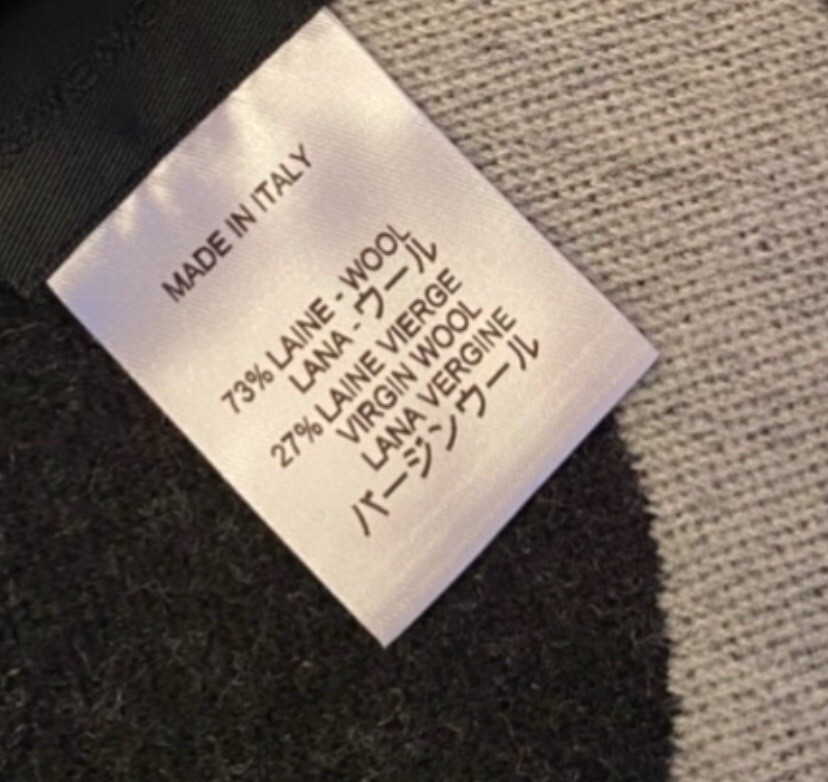 MADE IN ITALY
73% LAINE - WOOL
LANA - ウール
27% LAINE VIERGE
VIRGIN WOOL
LANA VERGINE
バージンウール